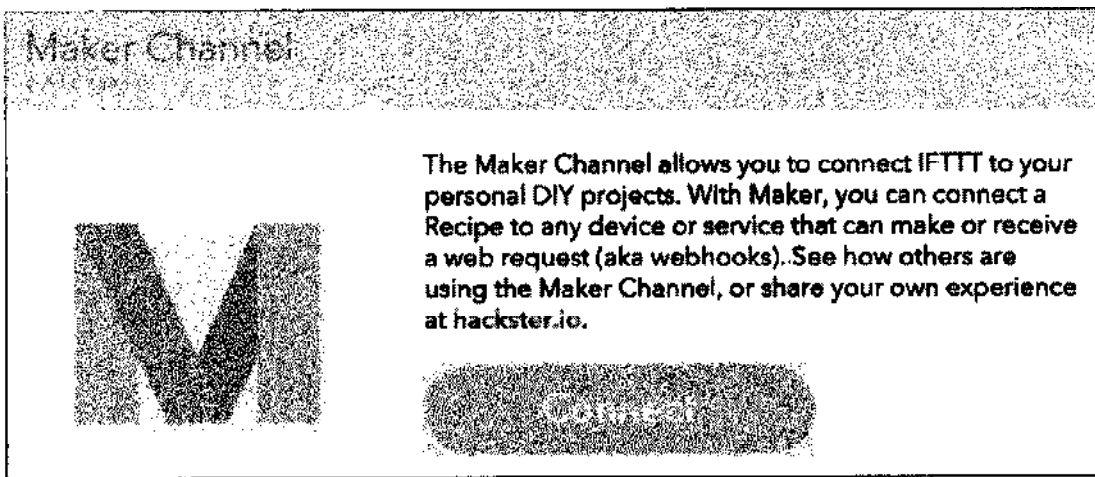 Maker Channel
The Maker Channel allows you to connect IFTTT to your
personal DIY projects. With Maker, you can connect a
Recipe to any device or service that can make or receive
a web request (aka webhooks). See how others are
using the Maker Channel, or share your own experience
at hackster.io.
Connect